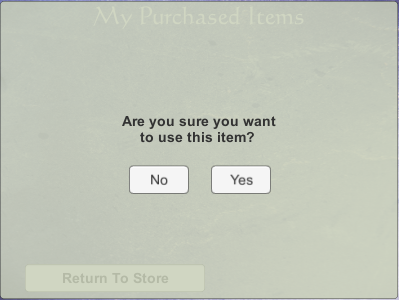 My Purchased Items
Are you sure you want
to use this item?
No
Yes
Return To Store